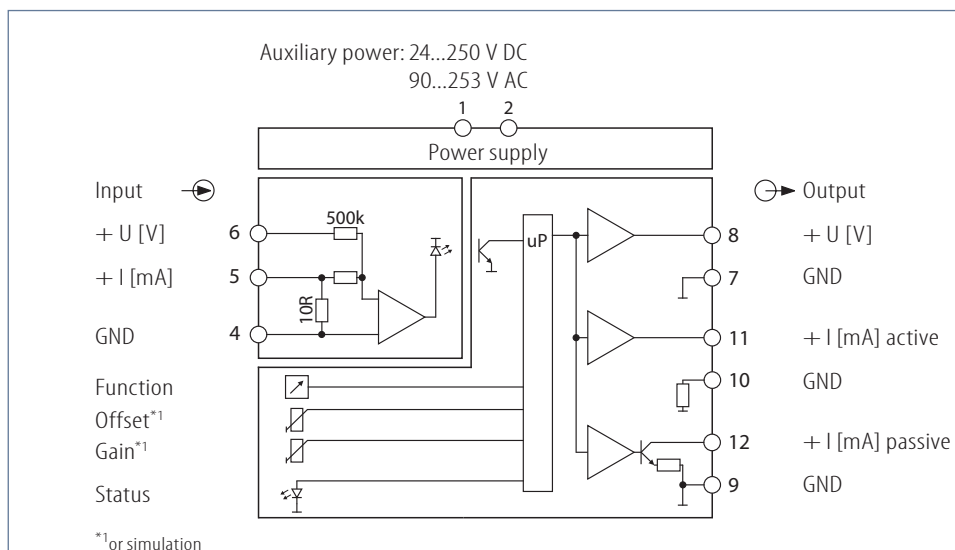 Auxiliary power: 24...250 V DC
90...253 V AC
1 2
Power supply
Input Output
+ U [V] 6 500k uP 8 + U [V]
+ I [mA] 5 7 GND
10R
GND 4 11 + I [mA] active
Function 10 GND
Offset*1
Gain*1 12 + I [mA] passive
Status 9 GND
*1or simulation